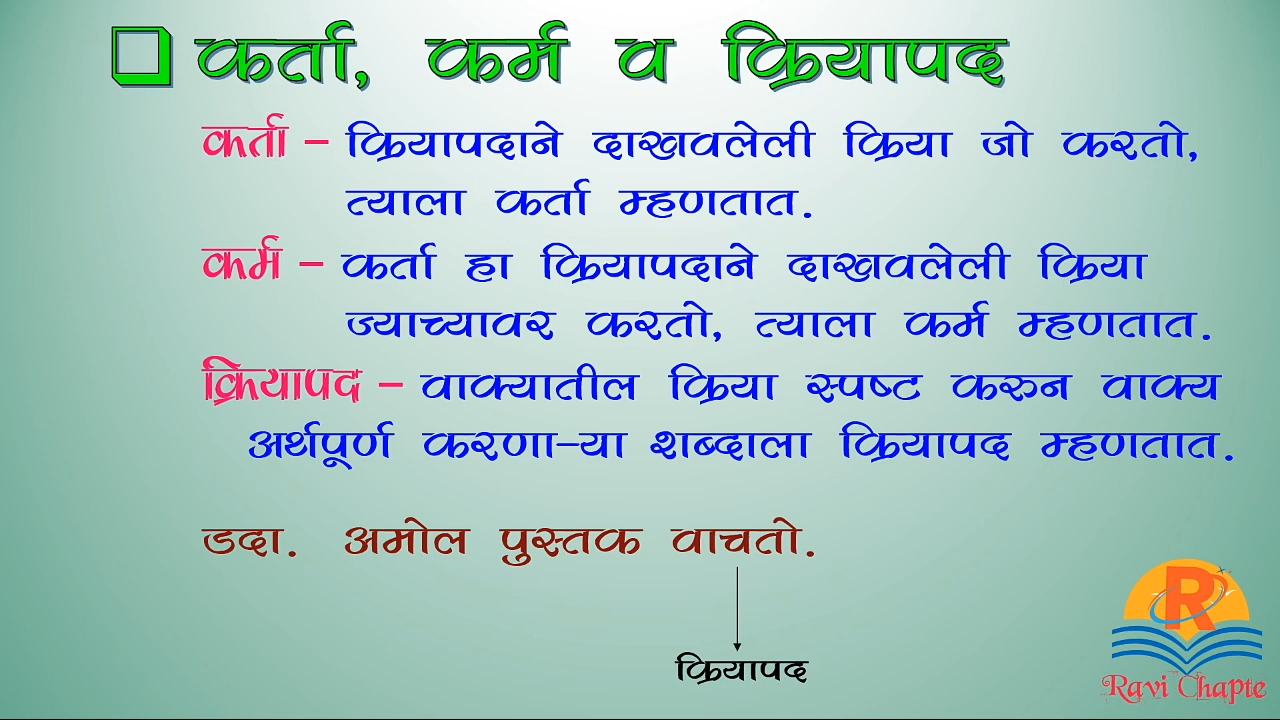 कर्ता, कर्म व क्रियापद
कर्ता – क्रियापदाने दाखवलेली क्रिया जो करतो,
त्याला कर्ता म्हणतात.
कर्म – कर्ता हा क्रियापदाने दाखवलेली क्रिया
ज्याच्यावर करतो, त्याला कर्म म्हणतात.
क्रियापद – वाक्यातील क्रिया स्पष्ट करुन वाक्य
अर्थपूर्ण करणा-या शब्दाला क्रियापद म्हणतात.
उदा. अमोल पुस्तक वाचतो.
क्रियापद
R
Ravi Chapte